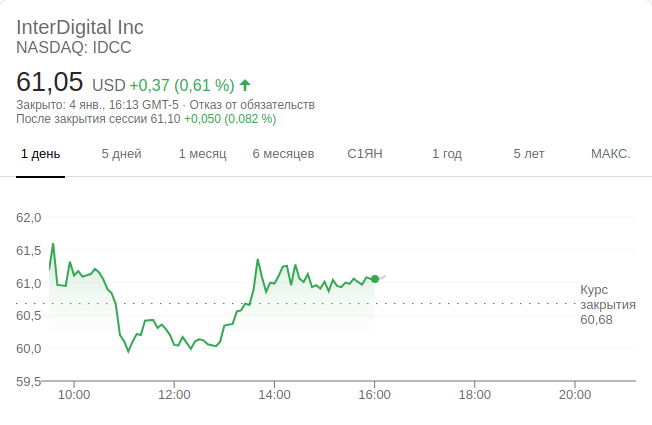 InterDigital Inc
NASDAQ: IDCC
61,05 USD +0,37 (0,61 %)
Закрыто: 4 янв., 16:13 GMT-5 · Отказ от обязательств
После закрытия сессии 61,10 +0,050 (0,082 %)
1 день 5 дней 1 месяц 6 месяцев С1ЯН 1 год 5 лет МАКС.
62,0
61,5
61,0
60,5
60,0
59,5
Курс
закрытия
60,68
10:00 12:00 14:00 16:00 18:00 20:00